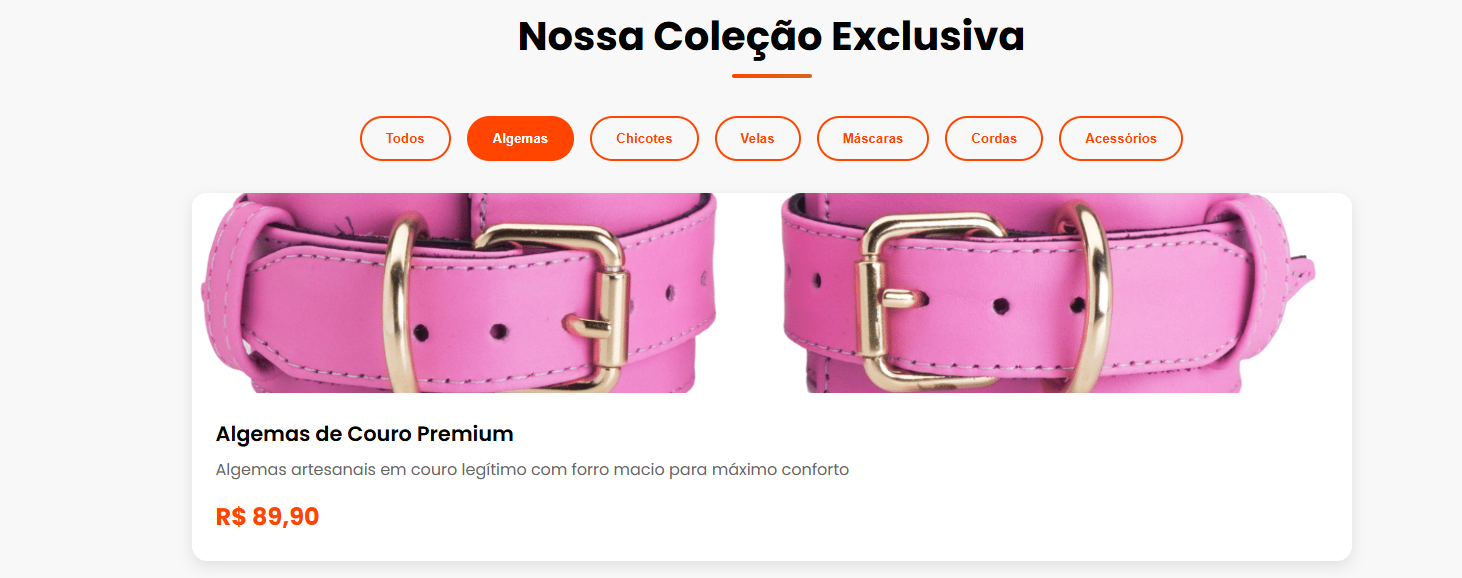 Nossa Coleção Exclusiva
Todos
Algemas
Chicotes
Velas
Máscaras
Cordas
Acessórios
Algemas de Couro Premium
Algemas artesanais em couro legítimo com forro macio para máximo conforto
R$ 89,90